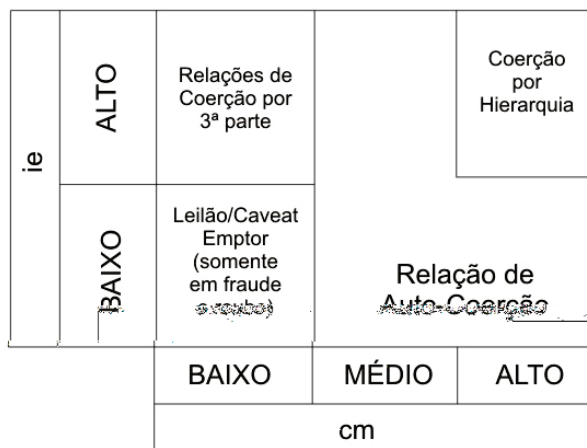 ie
ALTO
Relações de
Coerção por
3ª parte
Coerção
por
Hierarquia
BAIXO
Leilão/Caveat
Emptor
(somente
em fraude
Relação de
Auto-Coerção
BAIXO
MÉDIO
ALTO
cm